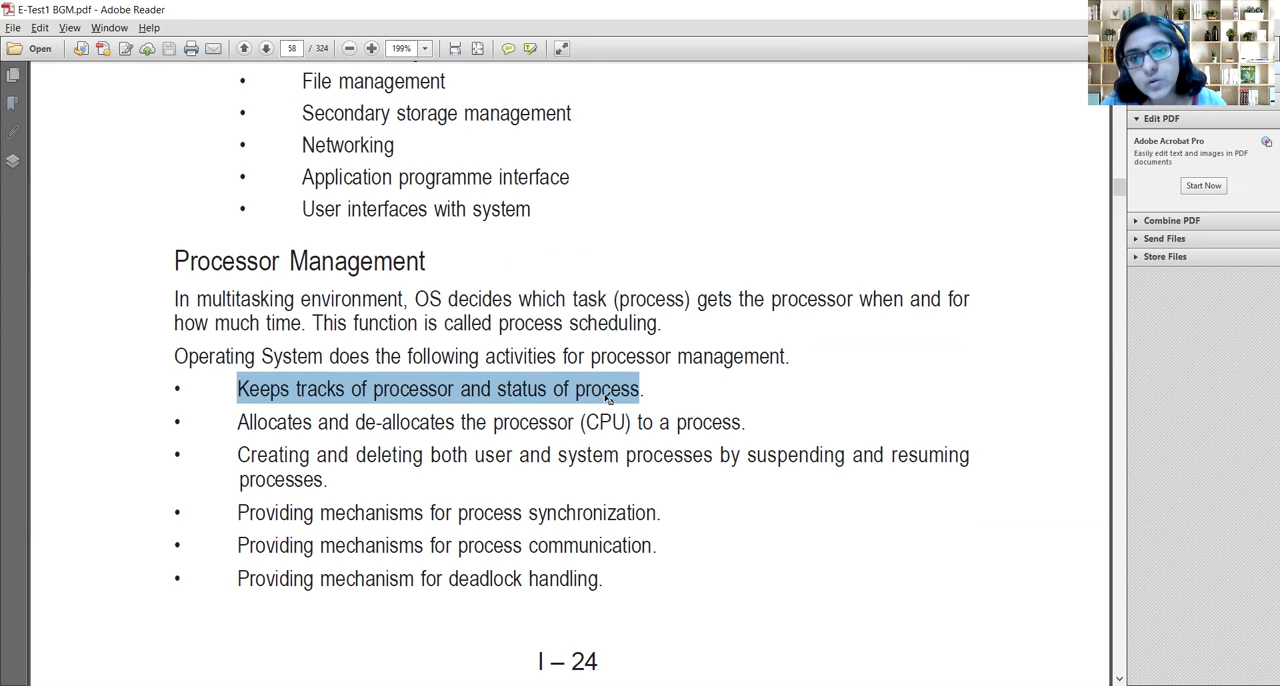 E-Test1 BGM.pdf - Adobe Reader
File Edit View Window Help
Open 58 / 324 199%
File management
Secondary storage management
Networking
Application programme interface
User interfaces with system
Processor Management
In multitasking environment, OS decides which task (process) gets the processor when and for
how much time. This function is called process scheduling.
Operating System does the following activities for processor management.
• Keeps tracks of processor and status of process.
• Allocates and de-allocates the processor (CPU) to a process.
• Creating and deleting both user and system processes by suspending and resuming
processes.
• Providing mechanisms for process synchronization.
• Providing mechanisms for process communication.
• Providing mechanism for deadlock handling.
I – 24
Edit PDF
Adobe Acrobat Pro
Easily edit text and images in PDF
documents
Start Now
Combine PDF
Send Files
Store Files